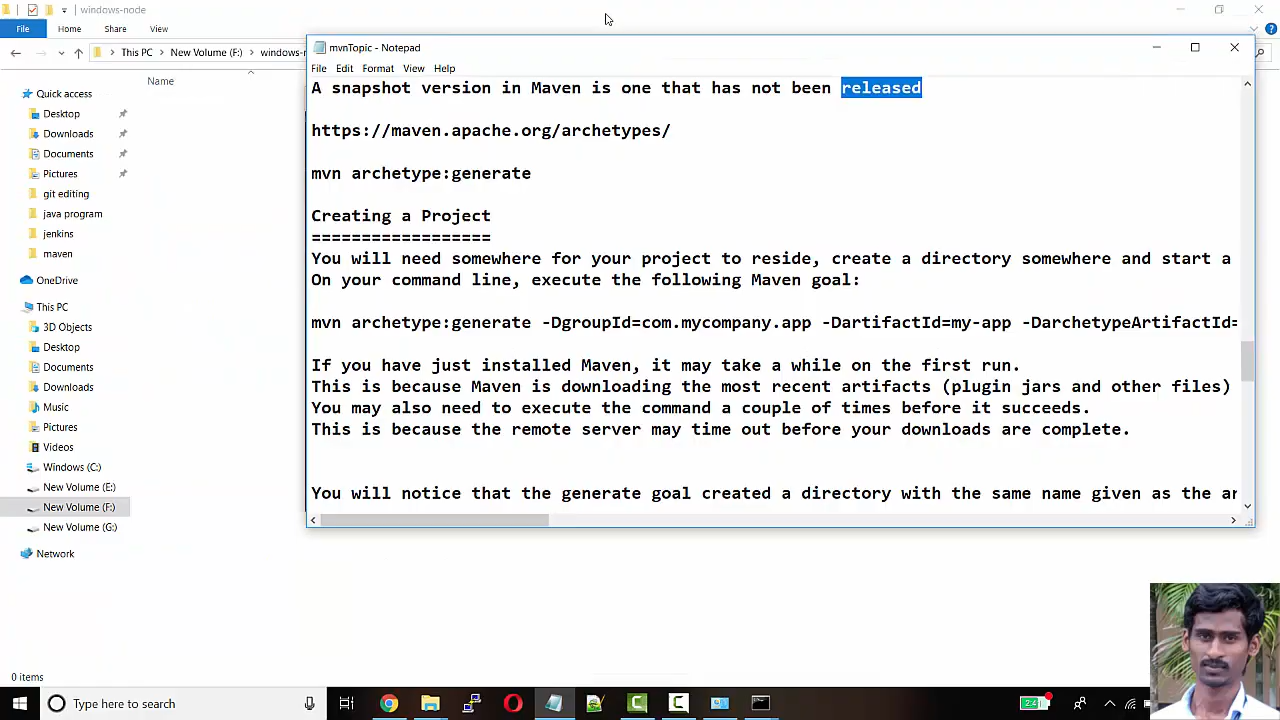 windows-node
File
Home
Share
View
This PC
New Volume (F:)
Name
Quick access
Desktop
Downloads
Documents
Pictures
git editing
java program
jenkins
maven
OneDrive
This PC
3D Objects
Desktop
Documents
Downloads
Music
Pictures
Videos
Windows (C:)
New Volume (E:)
New Volume (F:)
New Volume (G:)
Network
0 items
mvnTopic - Notepad
File Edit Format View Help
A snapshot version in Maven is one that has not been released
https://maven.apache.org/archetypes/
mvn archetype:generate
Creating a Project
==================
You will need somewhere for your project to reside, create a directory somewhere and start a
On your command line, execute the following Maven goal:
mvn archetype:generate -DgroupId=com.mycompany.app -DartifactId=my-app -DarchetypeArtifactId=
If you have just installed Maven, it may take a while on the first run.
This is because Maven is downloading the most recent artifacts (plugin jars and other files)
You may also need to execute the command a couple of times before it succeeds.
This is because the remote server may time out before your downloads are complete.
You will notice that the generate goal created a directory with the same name given as the ar
Type here to search